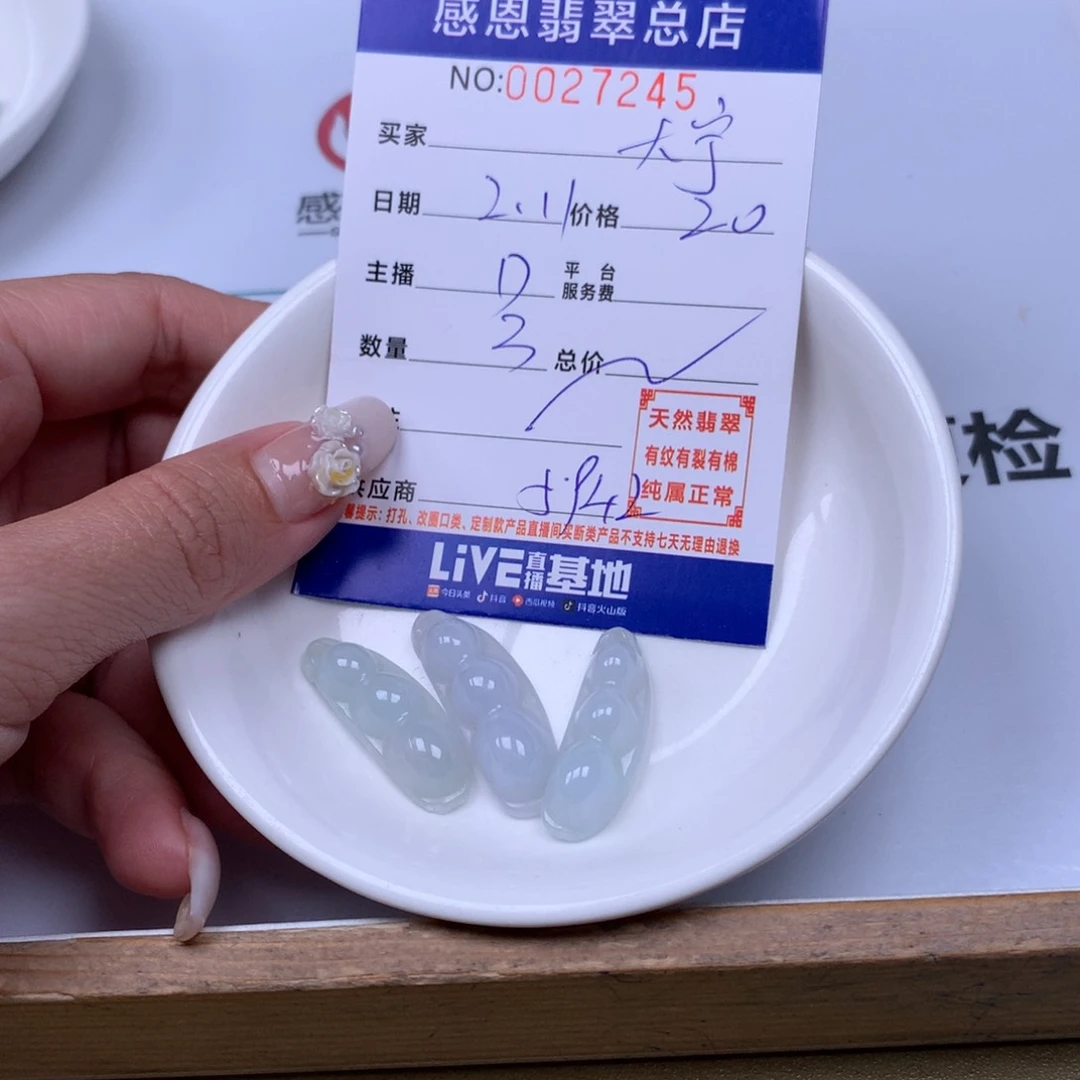 感恩翡翠总店
NO:0027245
买家 大宁
日期 2.11 价格 20
主播 D 平台服务费
数量 3 总价
天然翡翠
有纹有裂有棉
纯属正常
应商
提示：打孔、改圈口类、定制款产品直播间买断类产品不支持七天无理由退换
LiVE直播基地
今日头条 抖音 西瓜视频 抖音火山版
感
检